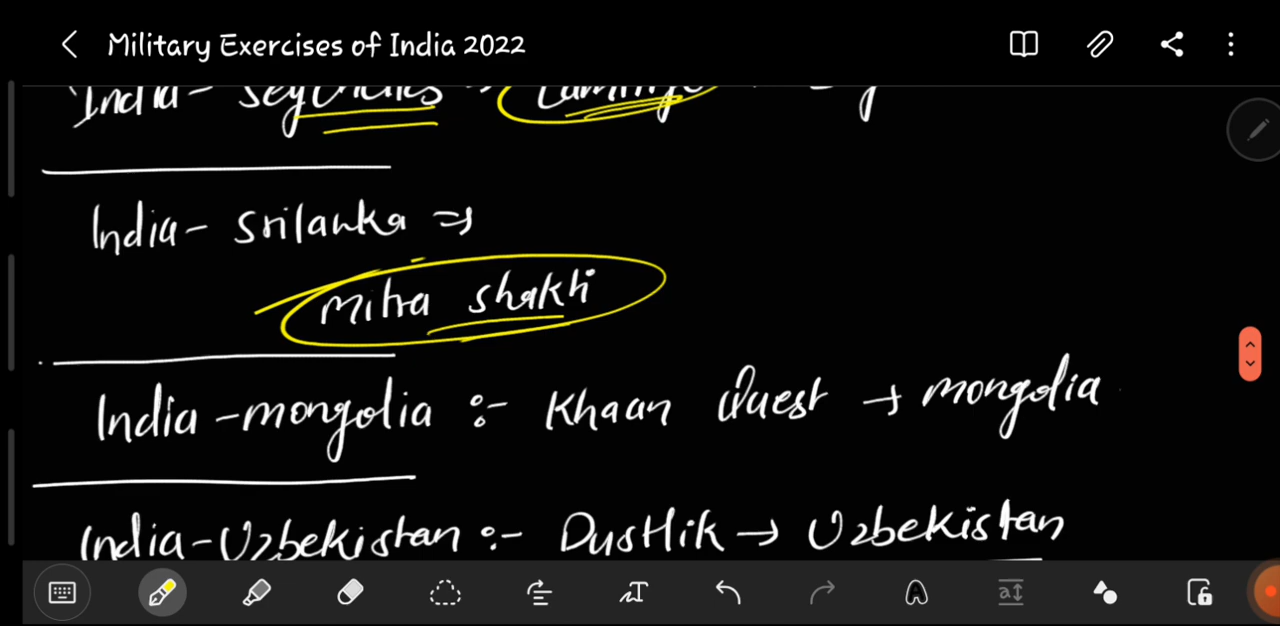 Military Exercises of India 2022
India - Seychelles
India - Srilanka ⇒
mitra shakti
India - mongolia :- Khaan Quest → mongolia
India - Uzbekistan :- Dustlik → Uzbekistan